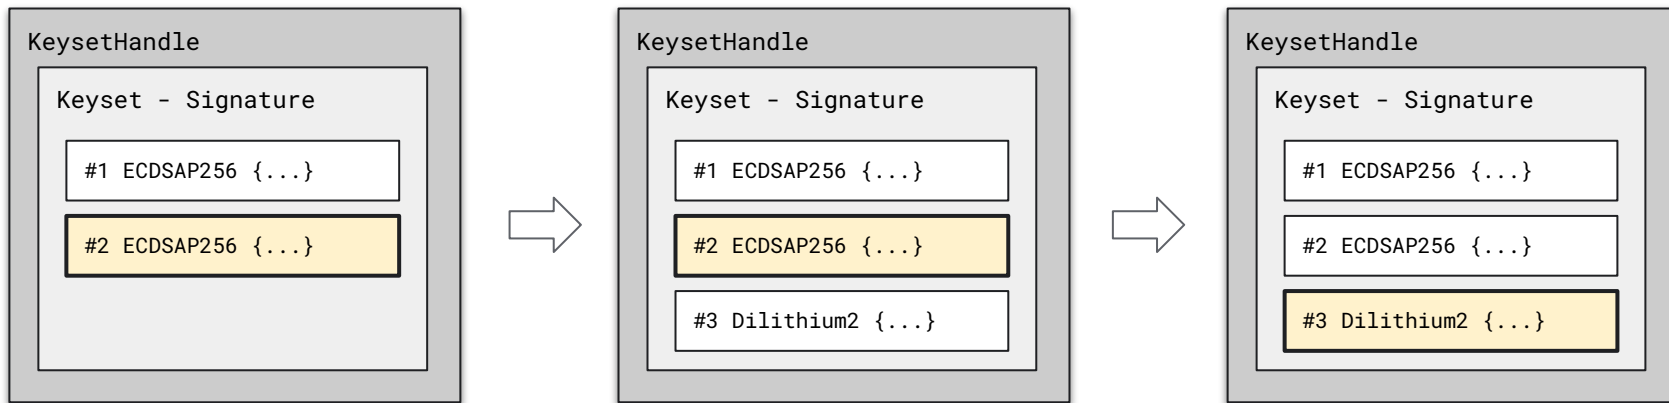 KeysetHandle
Keyset - Signature
#1 ECDSAP256 {...}
#2 ECDSAP256 {...}
KeysetHandle
Keyset - Signature
#1 ECDSAP256 {...}
#2 ECDSAP256 {...}
#3 Dilithium2 {...}
KeysetHandle
Keyset - Signature
#1 ECDSAP256 {...}
#2 ECDSAP256 {...}
#3 Dilithium2 {...}